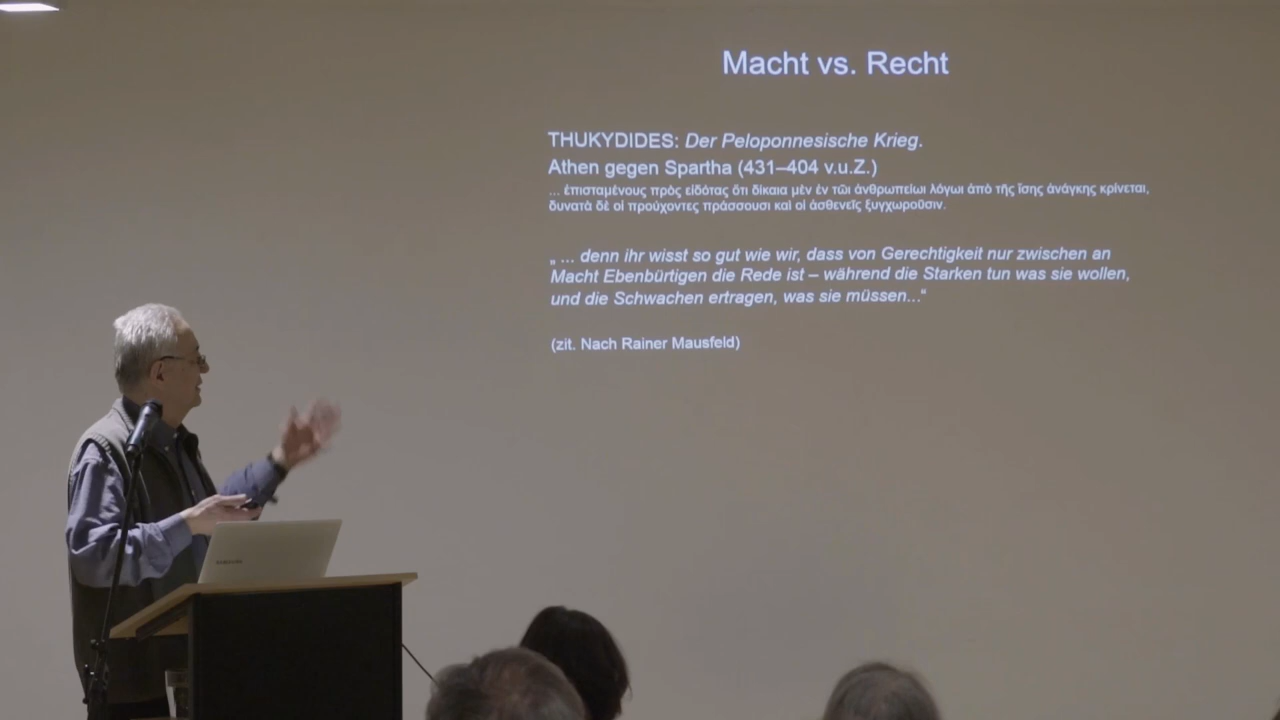 Macht vs. Recht
THUKYDIDES: Der Peloponnesische Krieg.
Athen gegen Spartha (431–404 v.u.Z.)
... ἐπισταμένους πρὸς εἰδότας ὅτι δίκαια μὲν ἐν τῶι ἀνθρωπείωι λόγωι ἀπὸ τῆς ἴσης ἀνάγκης κρίνεται,
δυνατὰ δὲ οἱ προύχοντες πράσσουσι καὶ οἱ ἀσθενεῖς ξυγχωροῦσιν.
„ ... denn ihr wisst so gut wie wir, dass von Gerechtigkeit nur zwischen an
Macht Ebenbürtigen die Rede ist – während die Starken tun was sie wollen,
und die Schwachen ertragen, was sie müssen...“
(zit. Nach Rainer Mausfeld)